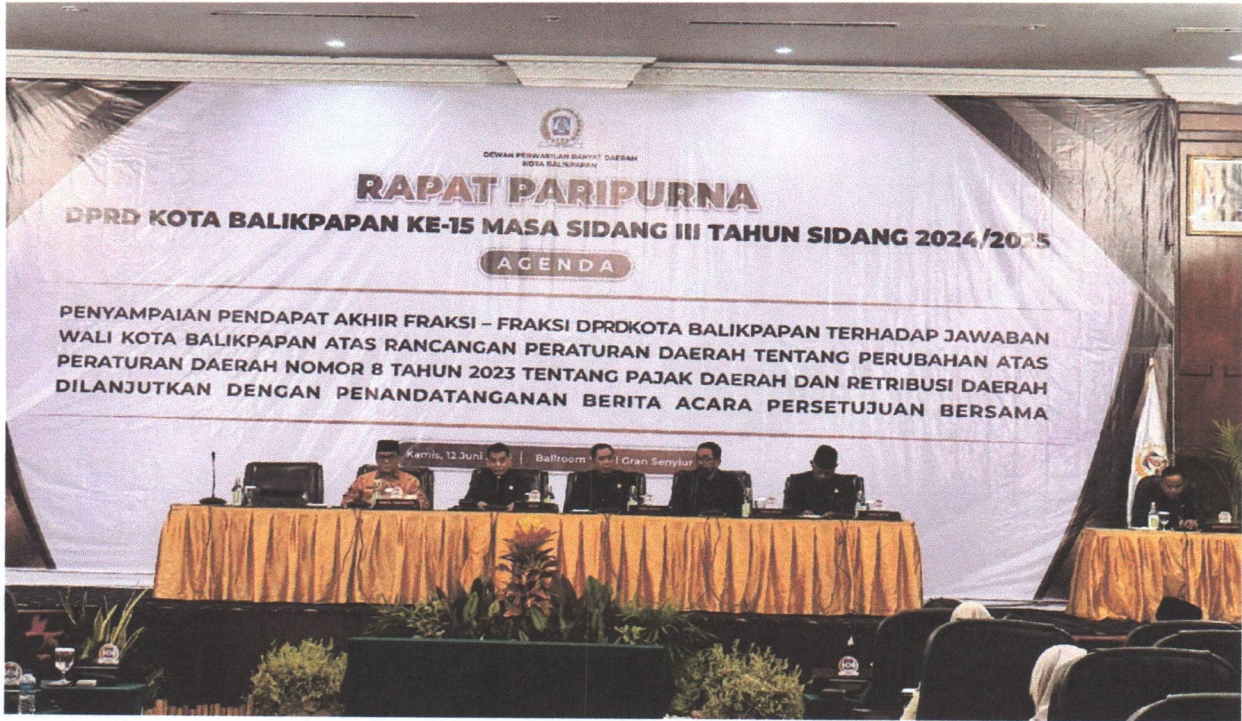 DEWAN PERWAKILAN RAKYAT DAERAH
KOTA BALIKPAPAN
RAPAT PARIPURNA
DPRD KOTA BALIKPAPAN KE-15 MASA SIDANG III TAHUN SIDANG 2024/2025
AGENDA
PENYAMPAIAN PENDAPAT AKHIR FRAKSI – FRAKSI DPRDKOTA BALIKPAPAN TERHADAP JAWABAN
WALI KOTA BALIKPAPAN ATAS RANCANGAN PERATURAN DAERAH TENTANG PERUBAHAN ATAS
PERATURAN DAERAH NOMOR 8 TAHUN 2023 TENTANG PAJAK DAERAH DAN RETRIBUSI DAERAH
DILANJUTKAN DENGAN PENANDATANGANAN BERITA ACARA PERSETUJUAN BERSAMA
Kamis, 12 Juni | Ballroom Gran Senyiur